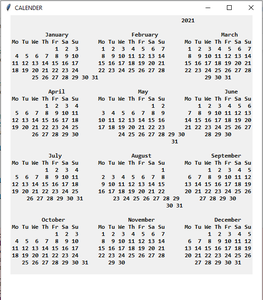 CALENDER
2021
January February March
Mo Tu We Th Fr Sa Su Mo Tu We Th Fr Sa Su Mo Tu We Th Fr Sa Su
1 2 3 1 2 3 4 5 6 7 1 2 3 4 5 6 7
4 5 6 7 8 9 10 8 9 10 11 12 13 14 8 9 10 11 12 13 14
11 12 13 14 15 16 17 15 16 17 18 19 20 21 15 16 17 18 19 20 21
18 19 20 21 22 23 24 22 23 24 25 26 27 28 22 23 24 25 26 27 28
25 26 27 28 29 30 31
April May June
Mo Tu We Th Fr Sa Su Mo Tu We Th Fr Sa Su Mo Tu We Th Fr Sa Su
1 2 3 4 1 2 1 2 3 4 5 6
5 6 7 8 9 10 11 3 4 5 6 7 8 9 7 8 9 10 11 12 13
12 13 14 15 16 17 18 10 11 12 13 14 15 16 14 15 16 17 18 19 20
19 20 21 22 23 24 25 17 18 19 20 21 22 23 21 22 23 24 25 26 27
26 27 28 29 30 24 25 26 27 28 29 30
31
July August September
Mo Tu We Th Fr Sa Su Mo Tu We Th Fr Sa Su Mo Tu We Th Fr Sa Su
1 2 3 4 1 1 2 3 4 5
5 6 7 8 9 10 11 2 3 4 5 6 7 8 6 7 8 9 10 11 12
12 13 14 15 16 17 18 9 10 11 12 13 14 15 13 14 15 16 17 18 19
19 20 21 22 23 24 25 16 17 18 19 20 21 22 20 21 22 23 24 25 26
26 27 28 29 30 31 23 24 25 26 27 28 29 27 28 29 30
30 31
October November December
Mo Tu We Th Fr Sa Su Mo Tu We Th Fr Sa Su Mo Tu We Th Fr Sa Su
1 2 3 1 2 3 4 5 6 7 1 2 3 4 5
4 5 6 7 8 9 10 8 9 10 11 12 13 14 6 7 8 9 10 11 12
11 12 13 14 15 16 17 15 16 17 18 19 20 21 13 14 15 16 17 18 19
18 19 20 21 22 23 24 22 23 24 25 26 27 28 20 21 22 23 24 25 26
25 26 27 28 29 30 31 29 30 27 28 29 30 31